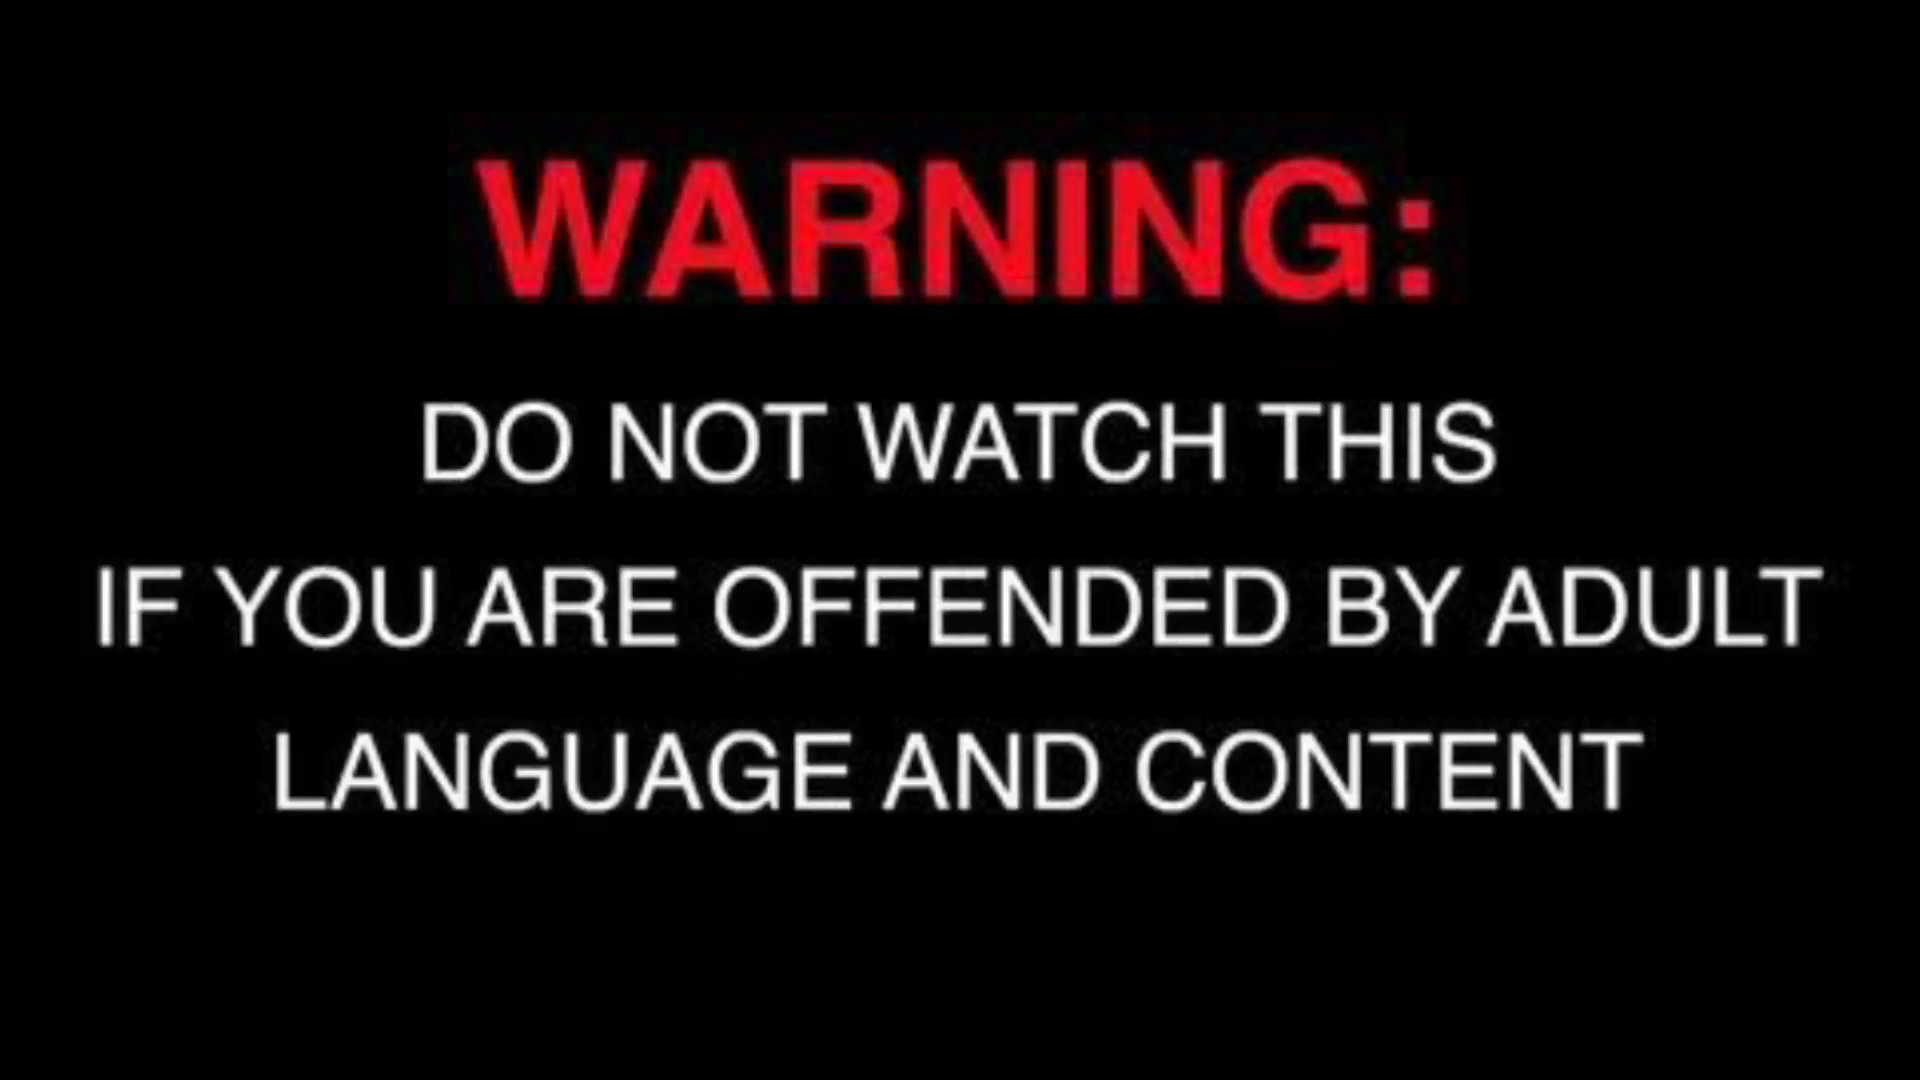 WARNING:
DO NOT WATCH THIS
IF YOU ARE OFFENDED BY ADULT
LANGUAGE AND CONTENT